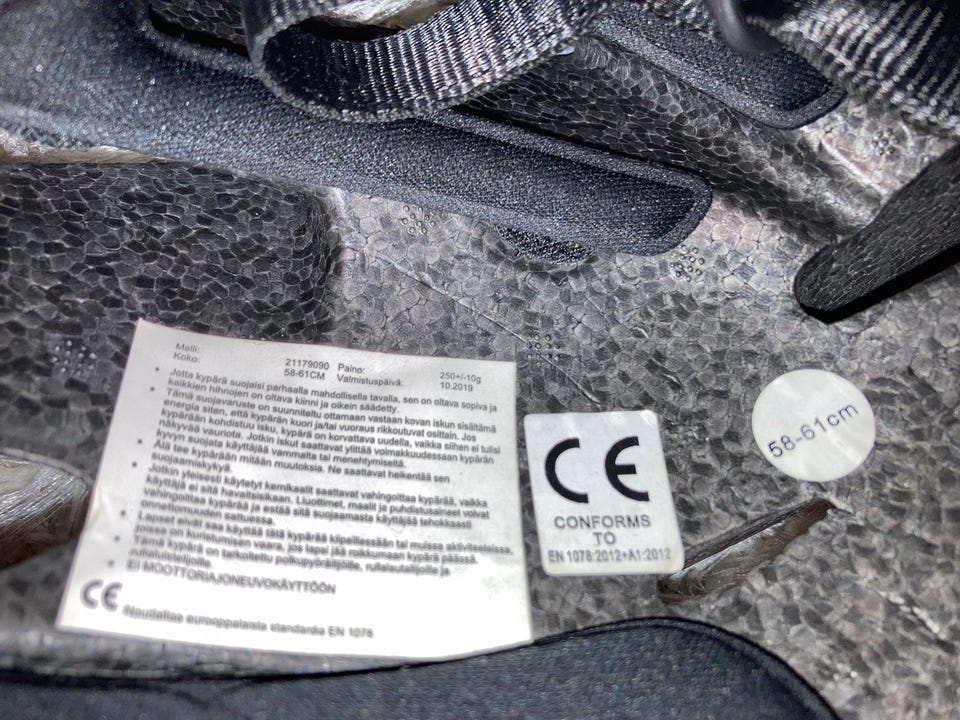 Malli: 21179090 Paino: 250+/-10g
Koko: 58-61CM Valmistuspäivä: 10.2019
• Jotta kypärä suojaisi parhaalla mahdollisella tavalla, sen on oltava sopiva ja
kaikkien hihnojen on oltava kiinni ja oikein säädetty.
• Tämä suojavaruste on suunniteltu ottamaan vastaan kovan iskun sisältämä
energia siten, että kypärän kuori ja/tai vuoraus rikkoutuvat osittain. Jos
kypärään kohdistuu isku, kypärä on korvattava uudella, vaikka siihen ei tulisi
näkyvää vauriota. Jotkin iskut saattavat ylittää voimakkuudessaan kypärän
kyvyn suojata käyttäjää vammalta tai menehtymiseltä.
• Älä tee kypärään mitään muutoksia. Ne saattavat heikentää sen
suojaamiskykyä.
• Jotkin yleisesti käytetyt kemikaalit saattavat vahingoittaa kypärää, vaikka
käyttäjä ei sitä havaitsisikaan. Liuottimet, maalit ja puhdistusaineet voivat
vahingoittaa kypärää ja estää sitä suojaamasta käyttäjää tehokkaasti
onnettomuuden sattuessa.
• Lapset eivät saa käyttää tätä kypärää kiipeillessään tai muissa aktiviteeteissa,
joissa on kuristumisen vaara, jos lapsi jää roikkumaan kypärä päässä.
• Tämä kypärä on tarkoitettu polkupyöräilijöille, rullalautailijoille ja
rullaluistelijoille.
• EI MOOTTORIAJONEUVOKÄYTTÖÖN
CE Noudattaa eurooppalaista standardia EN 1078
CE
CONFORMS
TO
EN 1078:2012+A1:2012
58-61cm